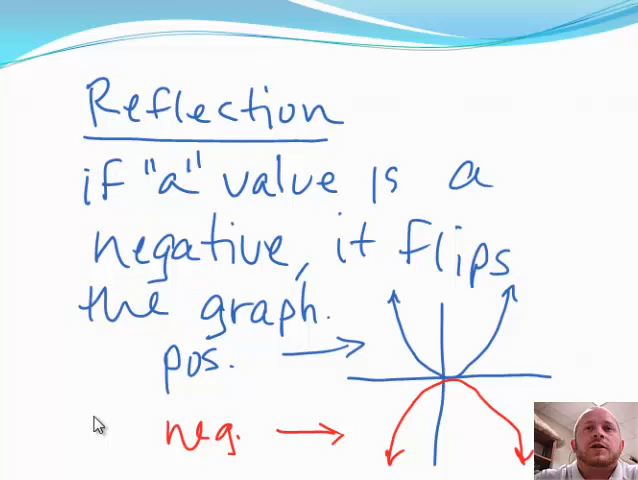 Reflection
if "a" value is a
negative, it flips
the graph.
pos.
neg.